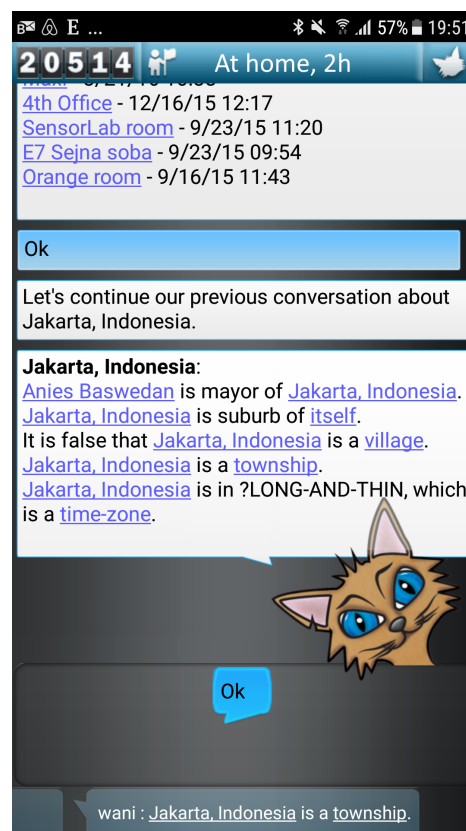 B E ... 57% 19:51
20514 At home, 2h
4th Office - 12/16/15 12:17
SensorLab room - 9/23/15 11:20
E7 Sejna soba - 9/23/15 09:54
Orange room - 9/16/15 11:43
Ok
Let's continue our previous conversation about
Jakarta, Indonesia.
Jakarta, Indonesia:
Anies Baswedan is mayor of Jakarta, Indonesia.
Jakarta, Indonesia is suburb of itself.
It is false that Jakarta, Indonesia is a village.
Jakarta, Indonesia is a township.
Jakarta, Indonesia is in ?LONG-AND-THIN, which
is a time-zone.
Ok
wani : Jakarta, Indonesia is a township.